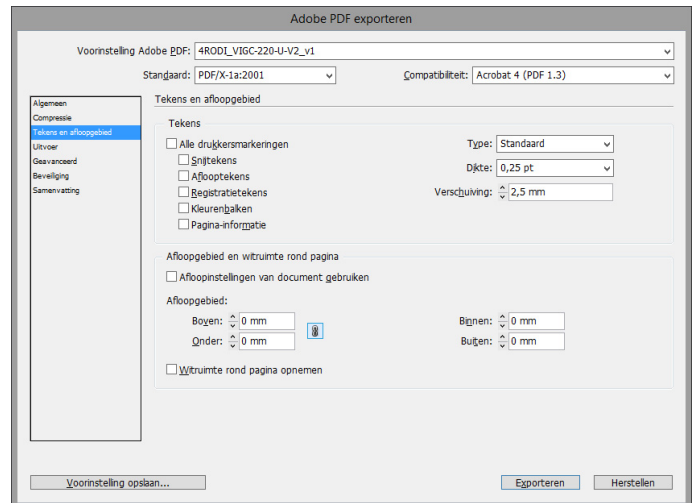 Adobe PDF exporteren
Voorinstelling Adobe PDF: 4RODI_VIGC-220-U-V2_v1
Standaard: PDF/X-1a:2001 Compatibiliteit: Acrobat 4 (PDF 1.3)
Algemeen
Compressie
Tekens en afloopgebied
Uitvoer
Geavanceerd
Beveiliging
Samenvatting
Tekens en afloopgebied
Tekens
Alle drukkersmarkeringen Type: Standaard
Snijtekens Dikte: 0,25 pt
Aflooptekens
Registratietekens Verschuiving: 2,5 mm
Kleurenbalken
Pagina-informatie
Afloopgebied en witruimte rond pagina
Afloopinstellingen van document gebruiken
Afloopgebied:
Boven: 0 mm Binnen: 0 mm
Onder: 0 mm Buiten: 0 mm
Witruimte rond pagina opnemen
Voorinstelling opslaan... Exporteren Herstellen